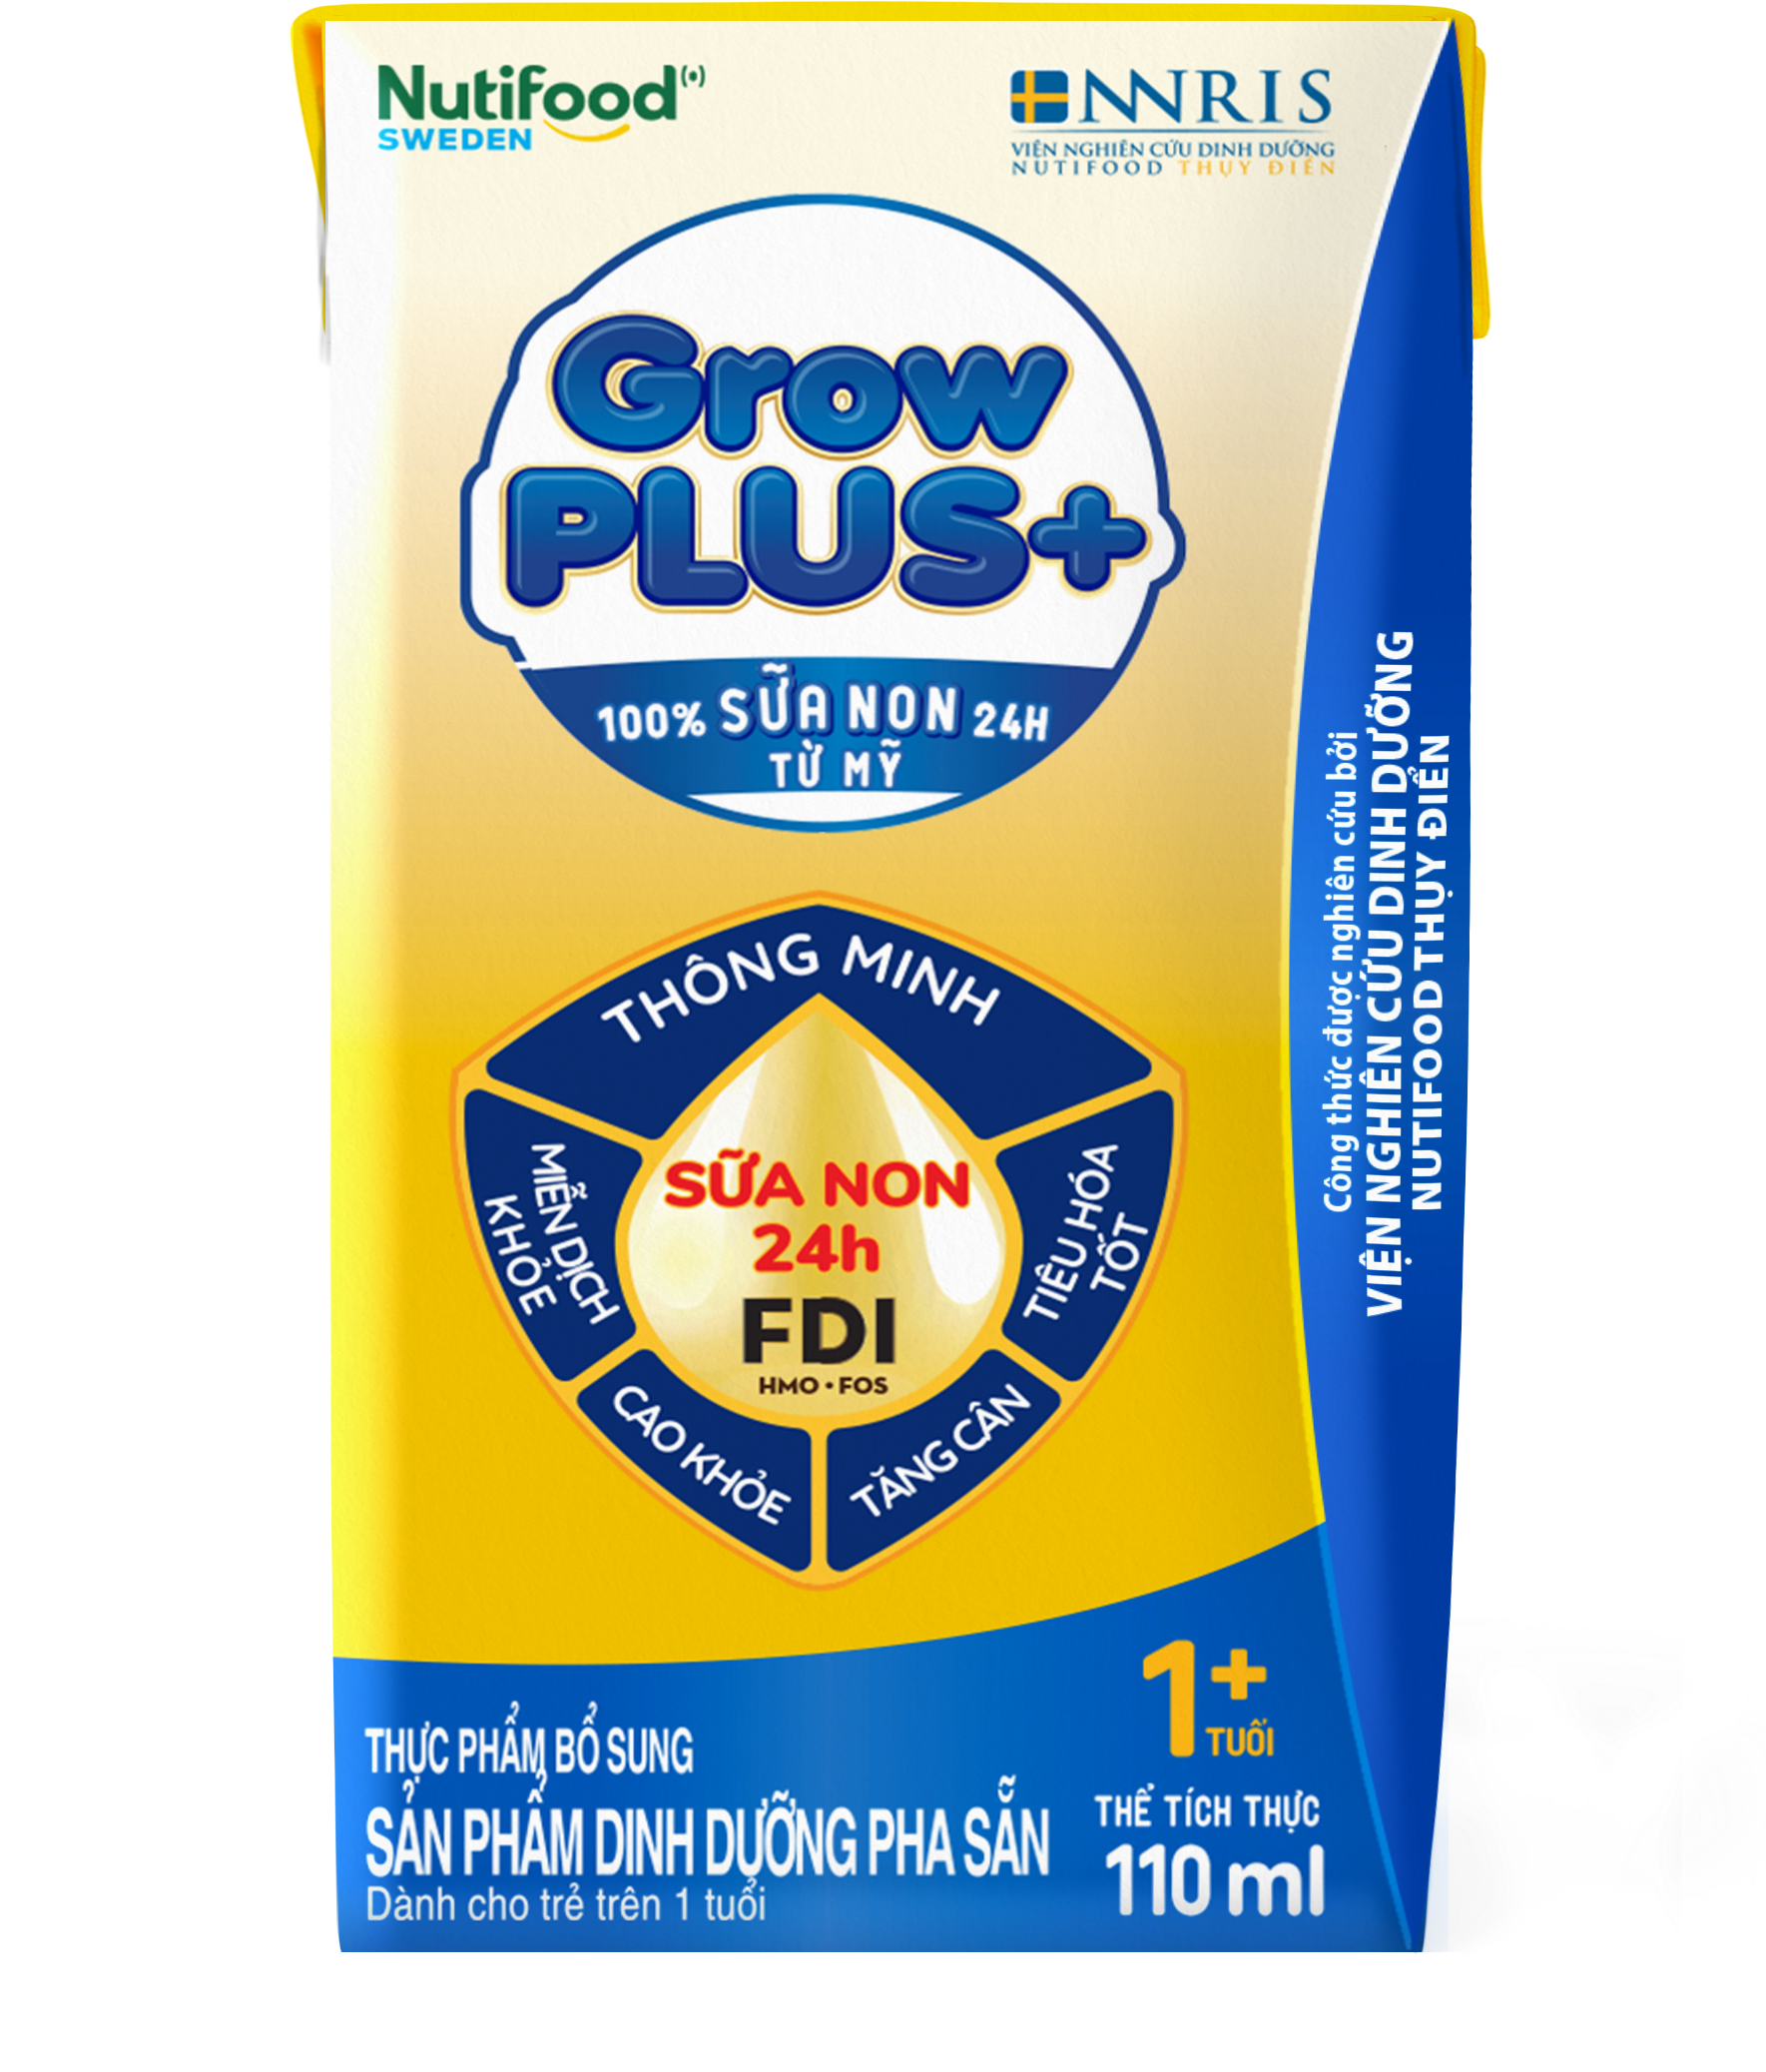 Nutifood(•)
SWEDEN
NNRIS
VIỆN NGHIÊN CỨU DINH DƯỠNG
NUTIFOOD THỤY ĐIỂN
Grow
PLUS+
100% SỮA NON 24H
TỪ MỸ
THÔNG MINH
MIỄN DỊCH
KHỎE
TIÊU HÓA
TỐT
CAO KHỎE
TĂNG CÂN
SỮA NON
24h
FDI
HMO • FOS
Công thức được nghiên cứu bởi
VIỆN NGHIÊN CỨU DINH DƯỠNG
NUTIFOOD THỤY ĐIỂN
1+
TUỔI
THỰC PHẨM BỔ SUNG
SẢN PHẨM DINH DƯỠNG PHA SẴN
Dành cho trẻ trên 1 tuổi
THỂ TÍCH THỰC
110 ml